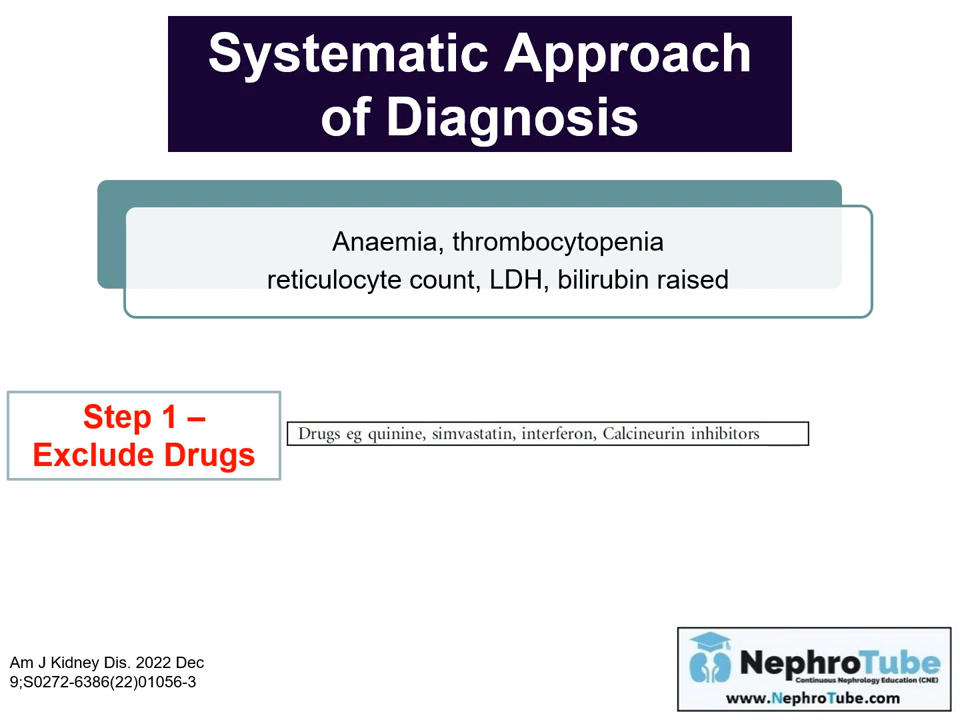 Systematic Approach
of Diagnosis
Anaemia, thrombocytopenia
reticulocyte count, LDH, bilirubin raised
Step 1 –
Exclude Drugs
Drugs eg quinine, simvastatin, interferon, Calcineurin inhibitors
Am J Kidney Dis. 2022 Dec
9;S0272-6386(22)01056-3
NephroTube
Continuous Nephrology Education (CNE)
www.NephroTube.com